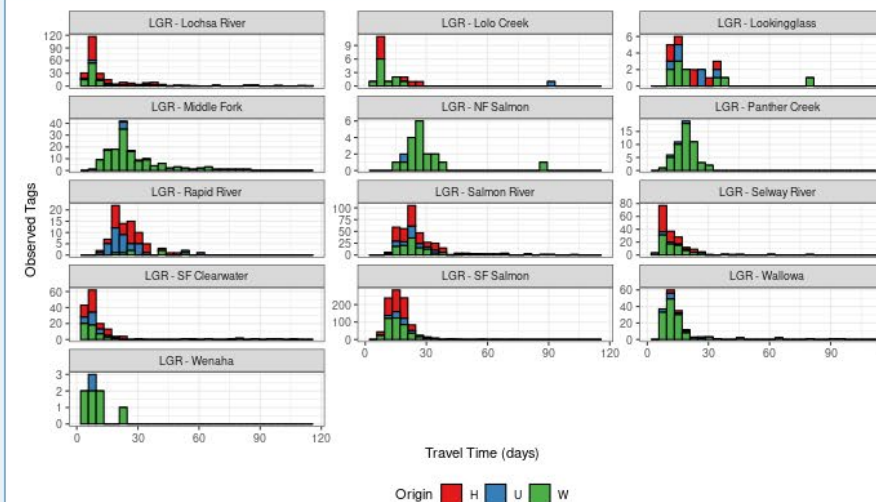 LGR - Lochsa River
LGR - Lolo Creek
LGR - Lookingglass
120
90
60
30
0
9
6
3
0
6
4
2
0
LGR - Middle Fork
LGR - NF Salmon
LGR - Panther Creek
40
30
20
10
0
6
4
2
0
15
10
5
0
LGR - Rapid River
LGR - Salmon River
LGR - Selway River
20
15
10
5
0
100
75
50
25
0
80
60
40
20
0
LGR - SF Clearwater
LGR - SF Salmon
LGR - Wallowa
60
40
20
0
200
100
0
60
40
20
0
0 30 60 90 120
0 30 60 90
LGR - Wenaha
3
2
1
0
0 30 60 90 120
Observed Tags
Travel Time (days)
Origin H U W